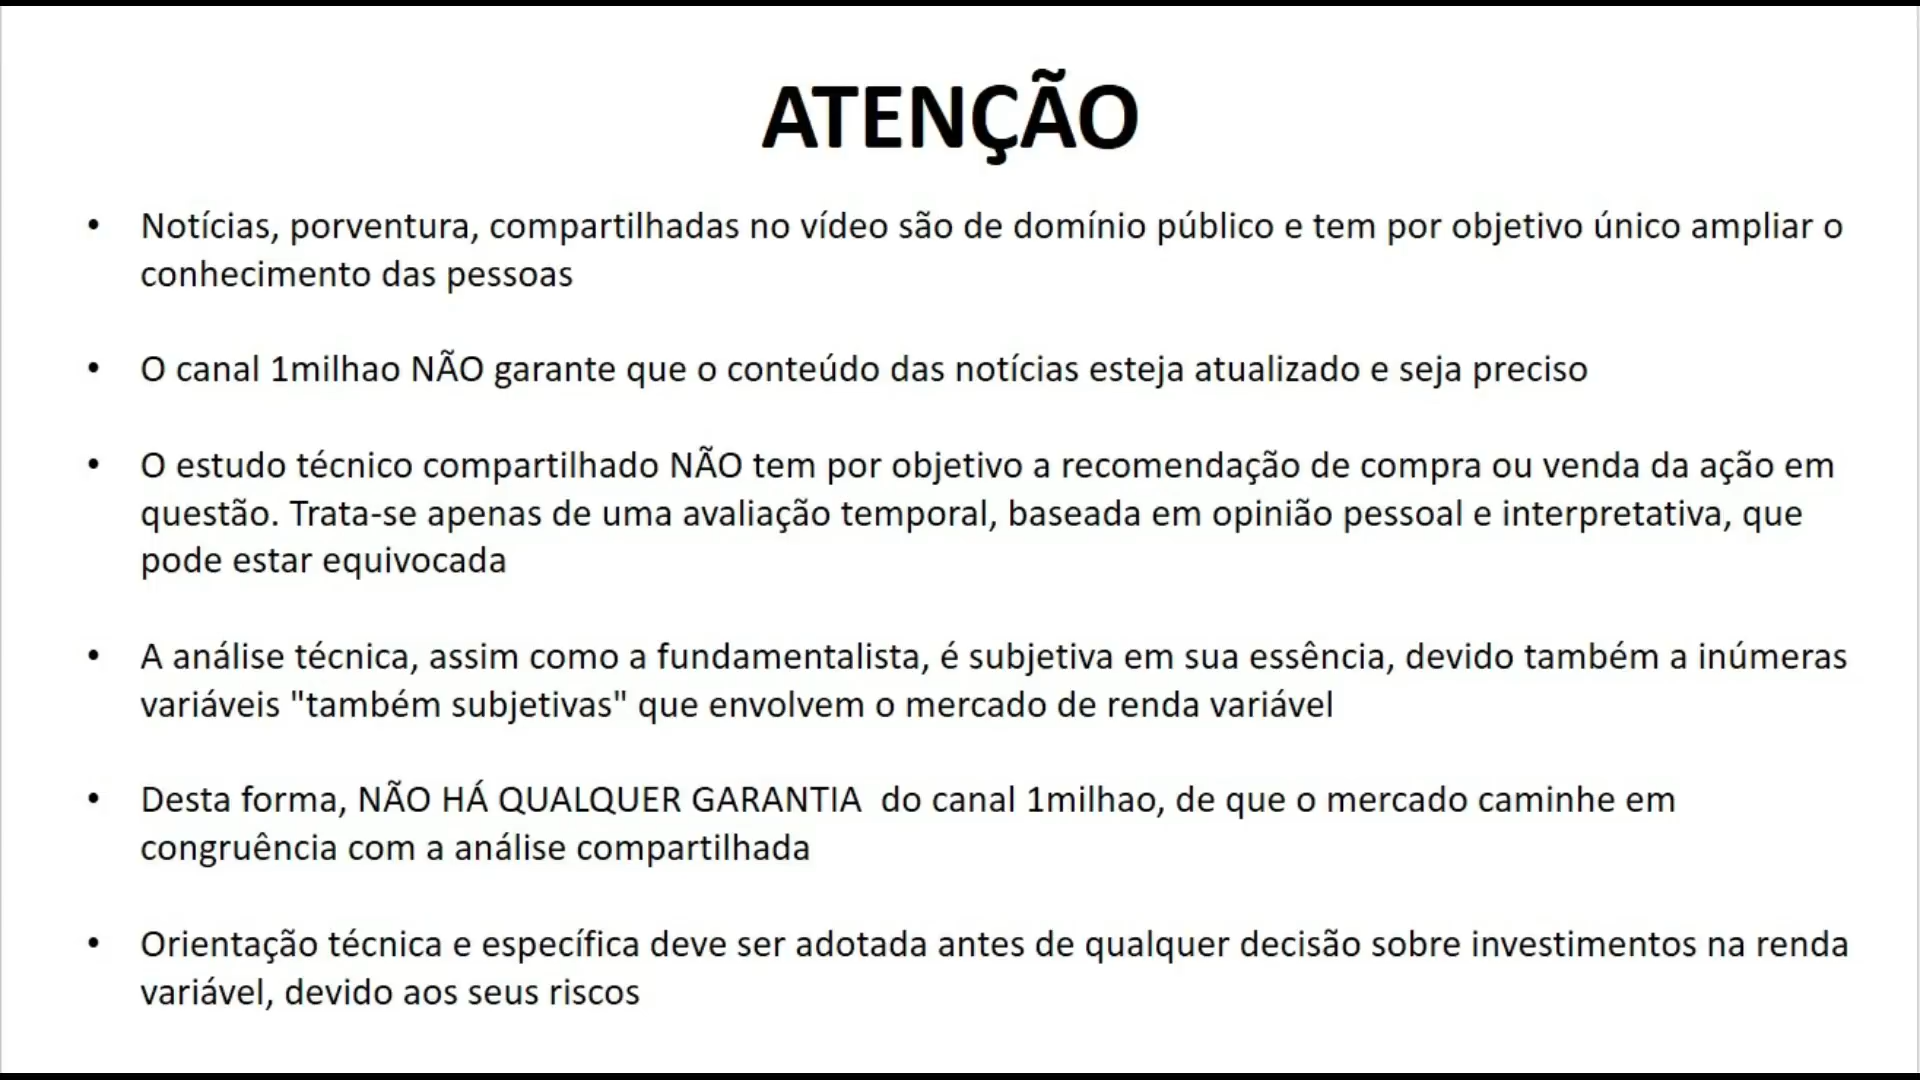 ATENÇÃO
• Notícias, porventura, compartilhadas no vídeo são de domínio público e tem por objetivo único ampliar o
conhecimento das pessoas
• O canal 1milhao NÃO garante que o conteúdo das notícias esteja atualizado e seja preciso
• O estudo técnico compartilhado NÃO tem por objetivo a recomendação de compra ou venda da ação em
questão. Trata-se apenas de uma avaliação temporal, baseada em opinião pessoal e interpretativa, que
pode estar equivocada
• A análise técnica, assim como a fundamentalista, é subjetiva em sua essência, devido também a inúmeras
variáveis "também subjetivas" que envolvem o mercado de renda variável
• Desta forma, NÃO HÁ QUALQUER GARANTIA  do canal 1milhao, de que o mercado caminhe em
congruência com a análise compartilhada
• Orientação técnica e específica deve ser adotada antes de qualquer decisão sobre investimentos na renda
variável, devido aos seus riscos